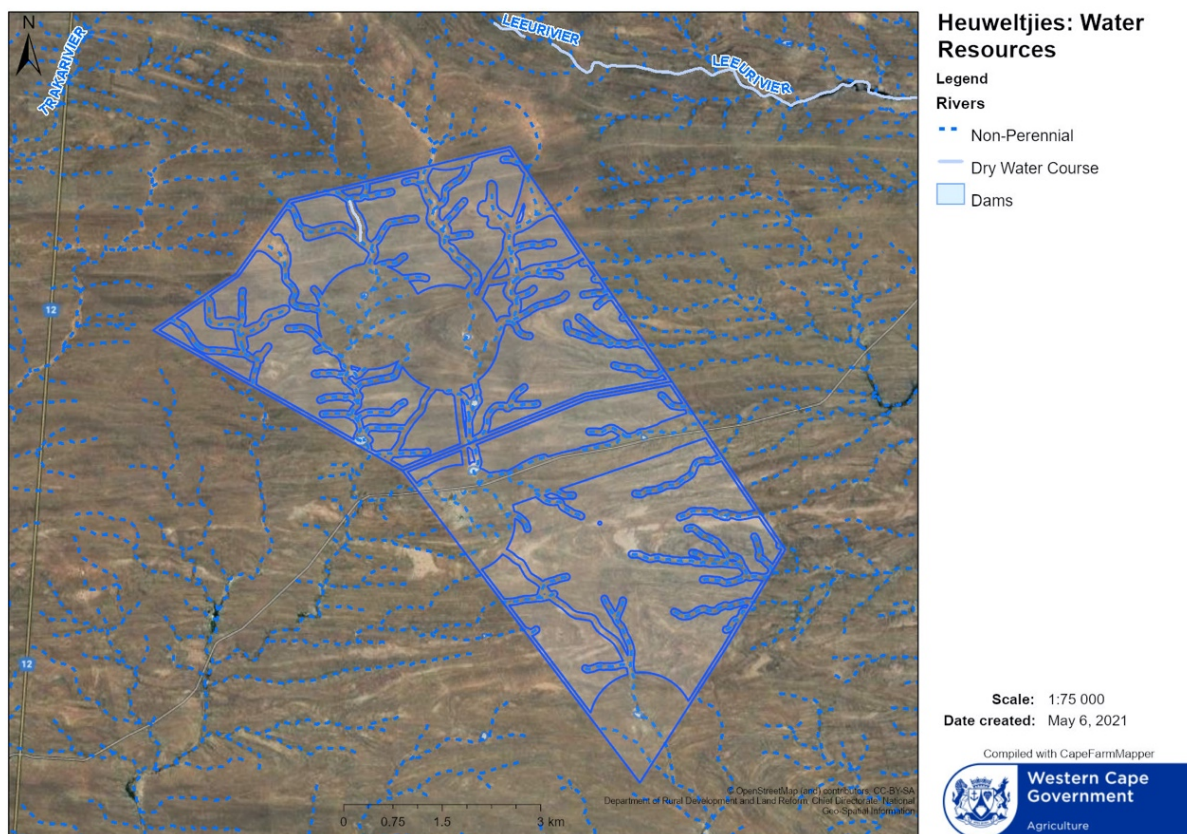 N
TRAKARIVIER
LEEURIVIER
LEEURIVIER
12
12
0 0.75 1.5 3 km
© OpenStreetMap (and) contributors, CC-BY-SA
Department of Rural Development and Land Reform, Chief Directorate: National
Geo-Spatial Information
Heuweltjies: Water
Resources
Legend
Rivers
Non-Perennial
Dry Water Course
Dams
Scale: 1:75 000
Date created: May 6, 2021
Compiled with CapeFarmMapper
Western Cape
Government
Agriculture